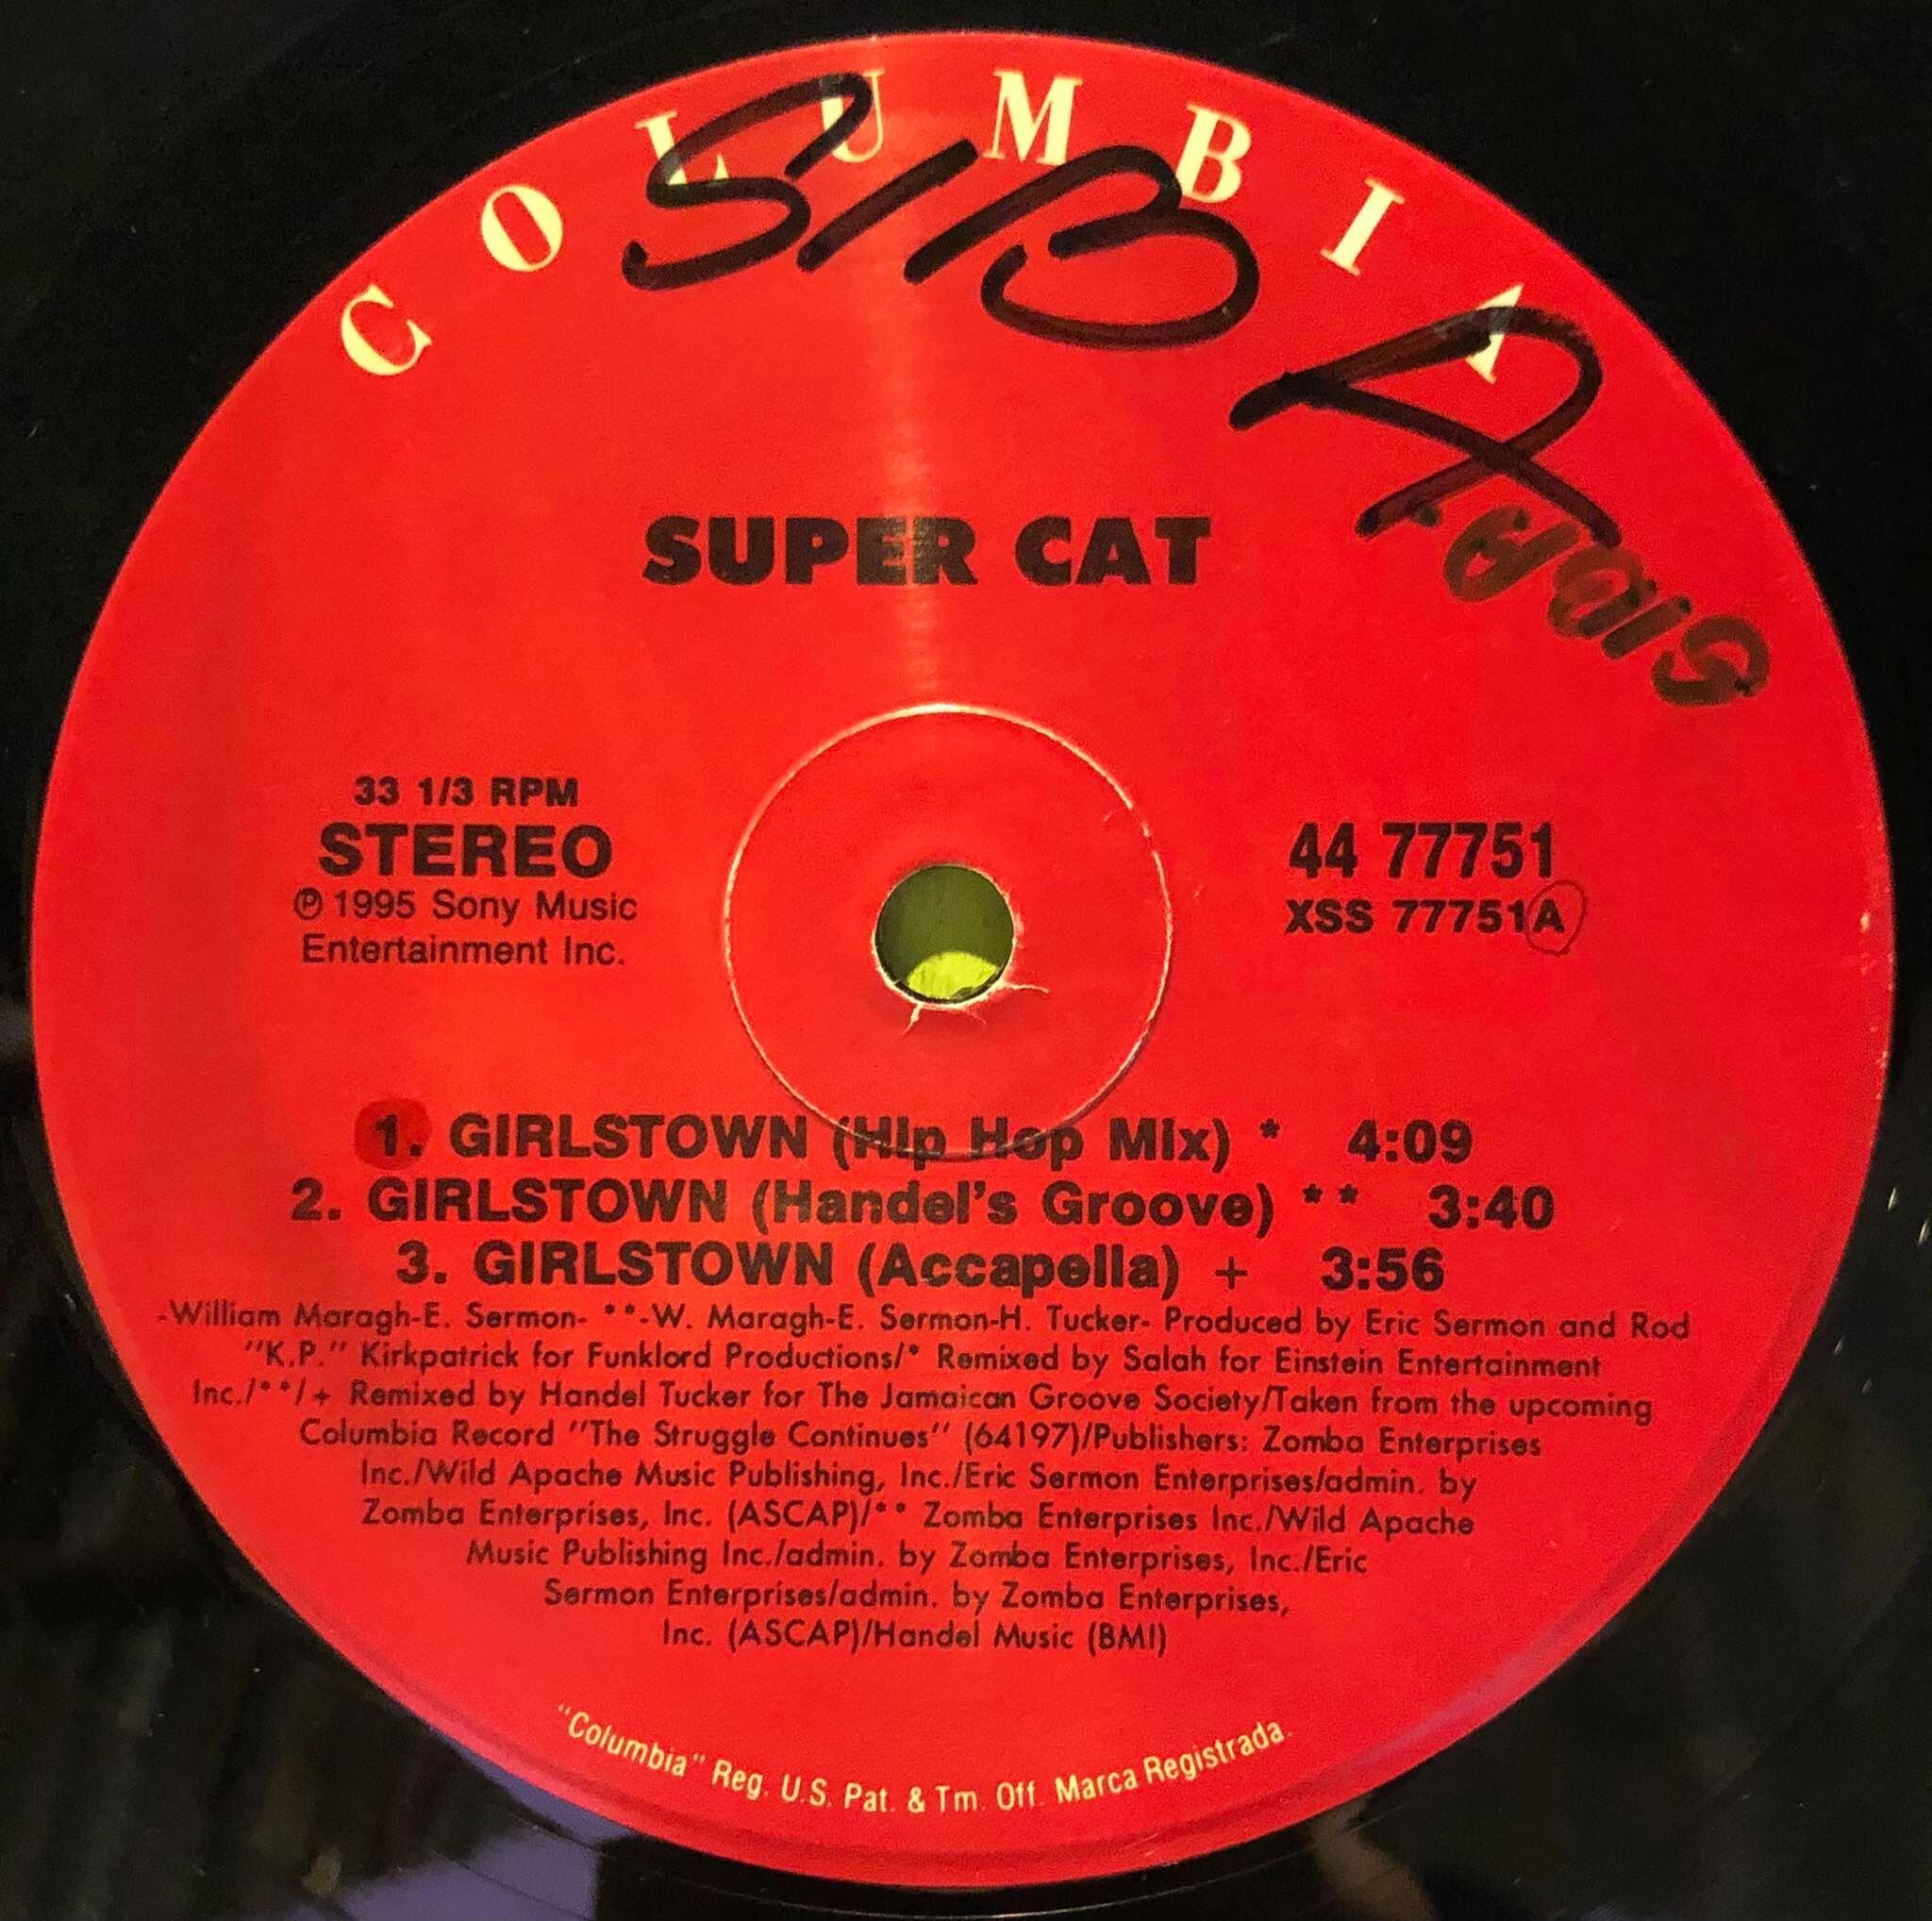 COLUMBIA
S/B A
SUPER CAT
33 1/3 RPM
STEREO
Ⓟ 1995 Sony Music
Entertainment Inc.
44 77751
XSS 77751A
1. GIRLSTOWN (Hip Hop Mix) * 4:09
2. GIRLSTOWN (Handel's Groove) ** 3:40
3. GIRLSTOWN (Accapella) + 3:56
-William Maragh-E. Sermon- **-W. Maragh-E. Sermon-H. Tucker- Produced by Eric Sermon and Rod
"K.P." Kirkpatrick for Funklord Productions/* Remixed by Salah for Einstein Entertainment
Inc./**/+ Remixed by Handel Tucker for The Jamaican Groove Society/Taken from the upcoming
Columbia Record "The Struggle Continues" (64197)/Publishers: Zomba Enterprises
Inc./Wild Apache Music Publishing, Inc./Eric Sermon Enterprises/admin. by
Zomba Enterprises, Inc. (ASCAP)/** Zomba Enterprises Inc./Wild Apache
Music Publishing Inc./admin. by Zomba Enterprises, Inc./Eric
Sermon Enterprises/admin. by Zomba Enterprises,
Inc. (ASCAP)/Handel Music (BMI)
"Columbia" Reg. U.S. Pat. & Tm. Off. Marca Registrada.